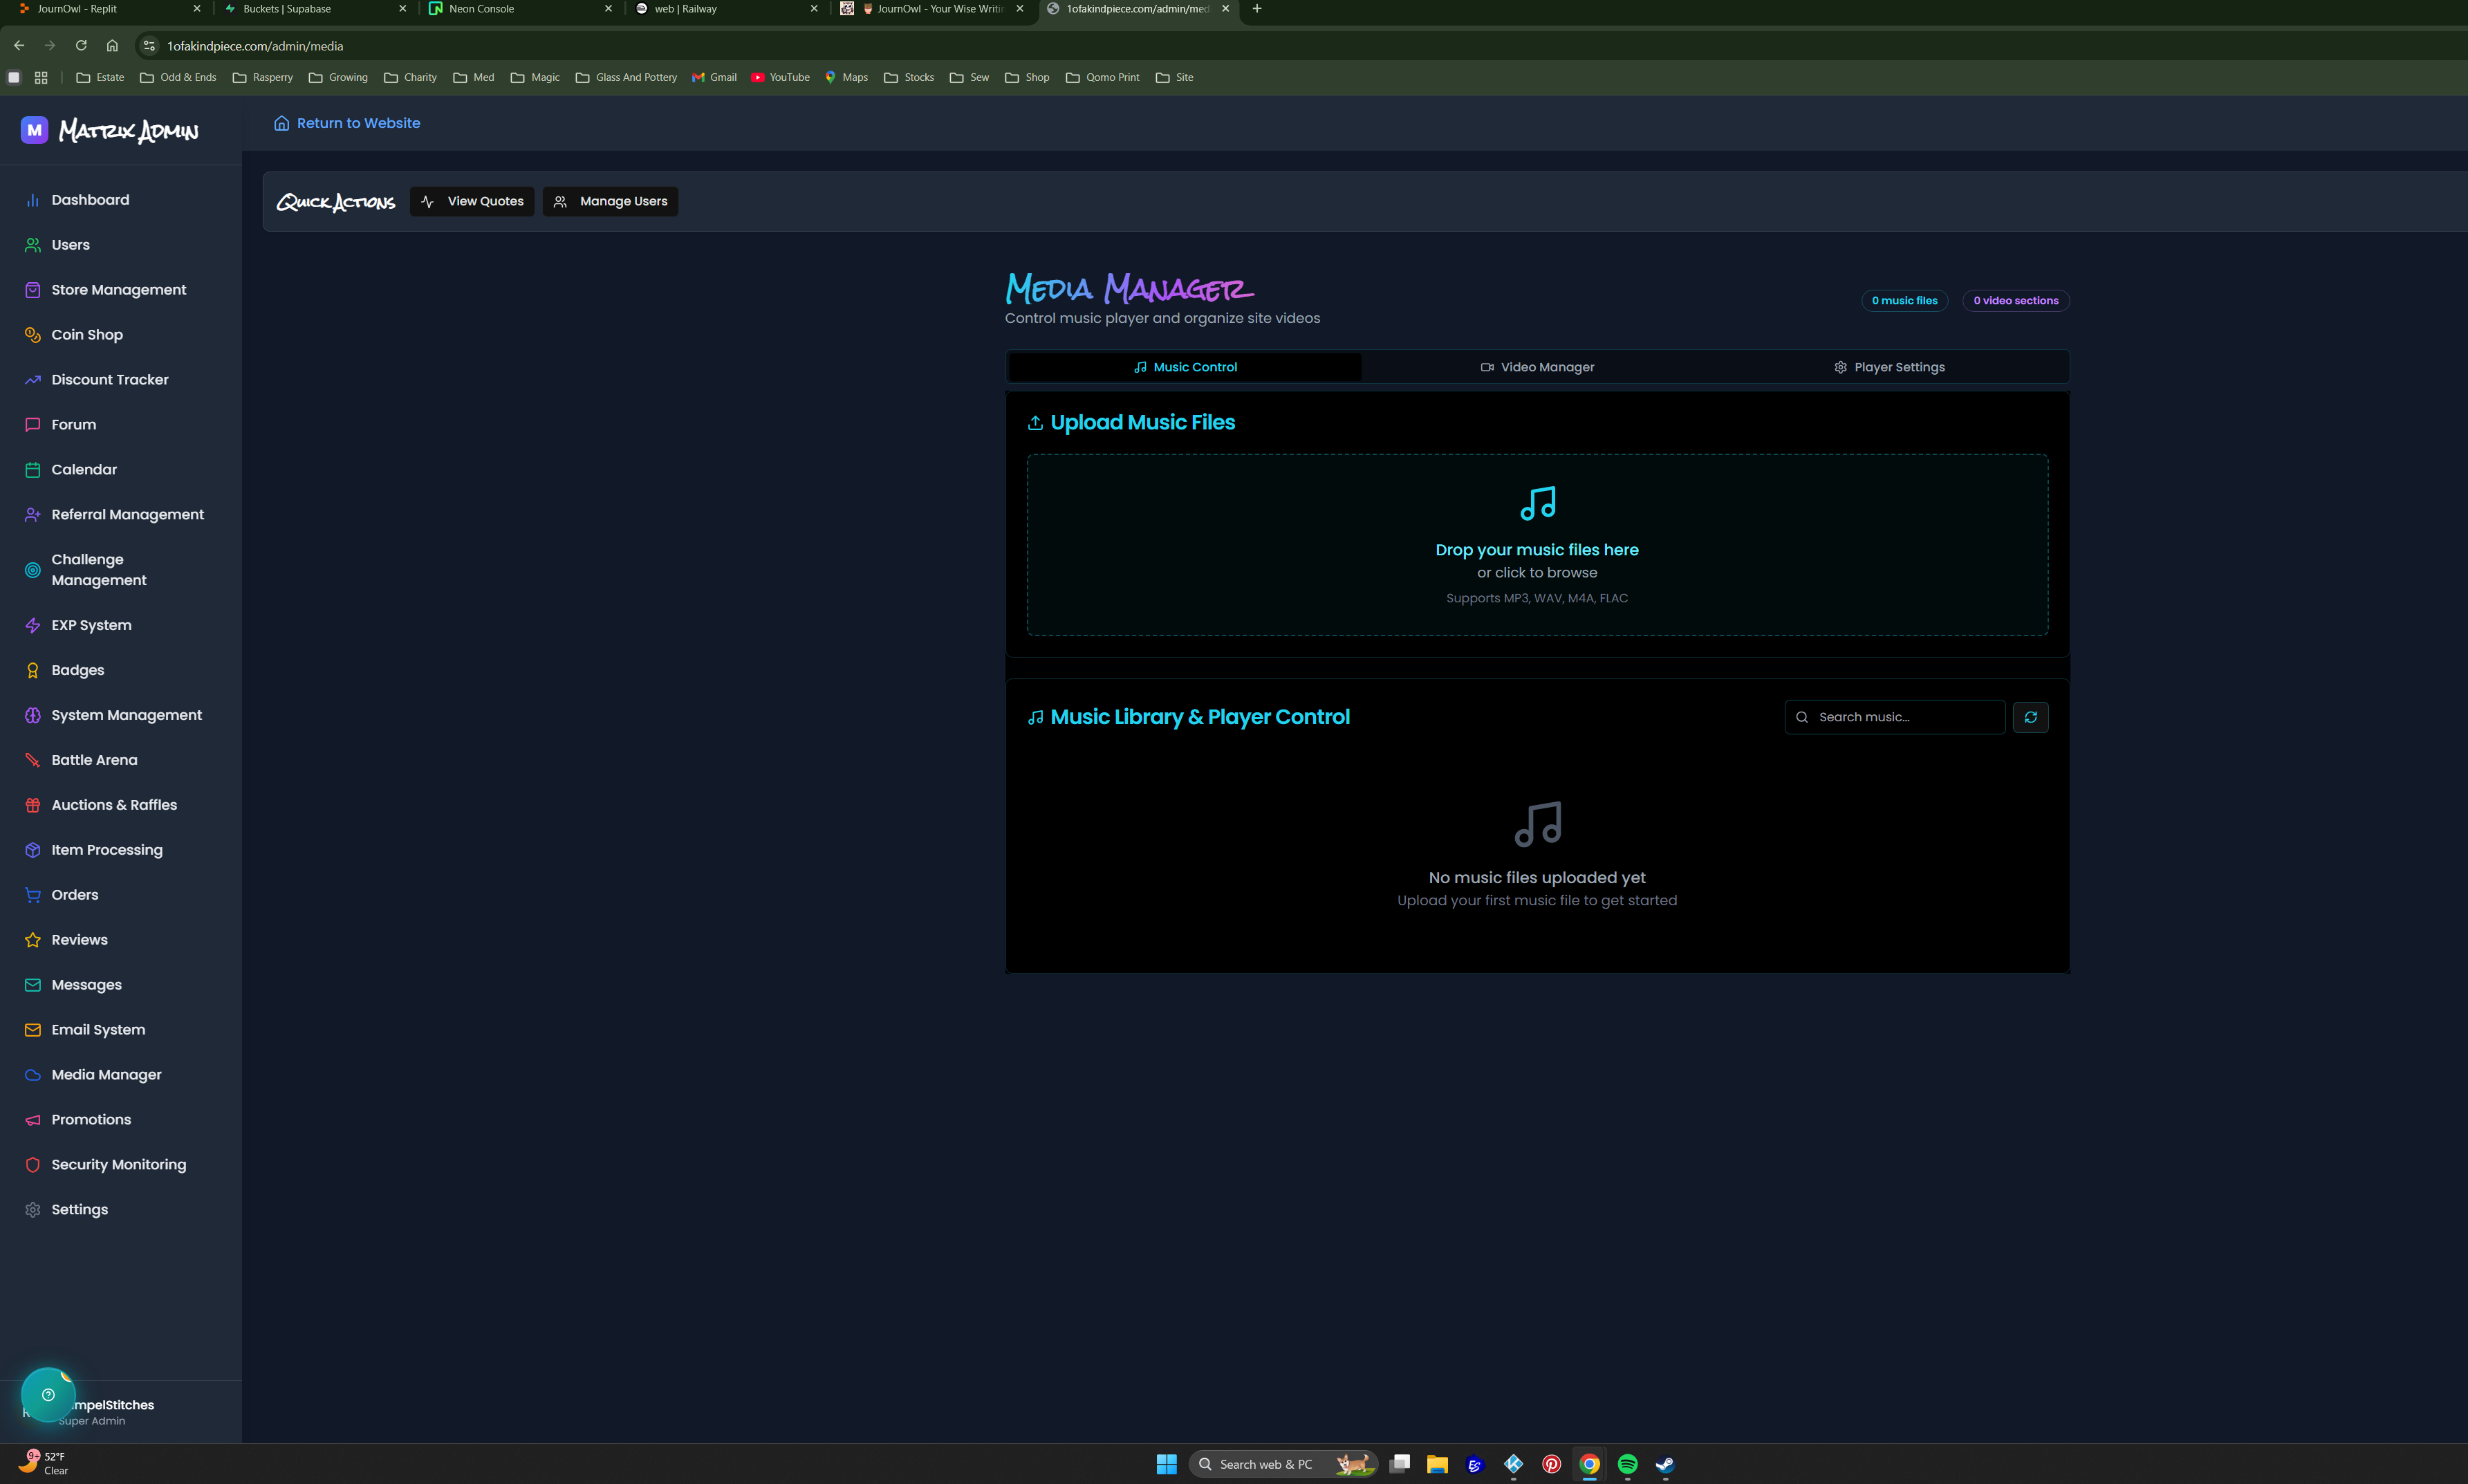 JournOwl - Replit
Buckets | Supabase
Neon Console
web | Railway
JournOwl - Your Wise Writin
1ofakindpiece.com/admin/med
1ofakindpiece.com/admin/media
Estate
Odd & Ends
Rasperry
Growing
Charity
Med
Magic
Glass And Pottery
Gmail
YouTube
Maps
Stocks
Sew
Shop
Qomo Print
Site
M Matrix Admin
Return to Website
Quick Actions
View Quotes
Manage Users
Dashboard
Users
Store Management
Coin Shop
Discount Tracker
Forum
Calendar
Referral Management
Challenge
Management
EXP System
Badges
System Management
Battle Arena
Auctions & Raffles
Item Processing
Orders
Reviews
Messages
Email System
Media Manager
Promotions
Security Monitoring
Settings
Media Manager
Control music player and organize site videos
0 music files
0 video sections
Music Control
Video Manager
Player Settings
Upload Music Files
Drop your music files here
or click to browse
Supports MP3, WAV, M4A, FLAC
Music Library & Player Control
Search music...
No music files uploaded yet
Upload your first music file to get started
mpelStitches
Super Admin
9+
52°F
Clear
Search web & PC